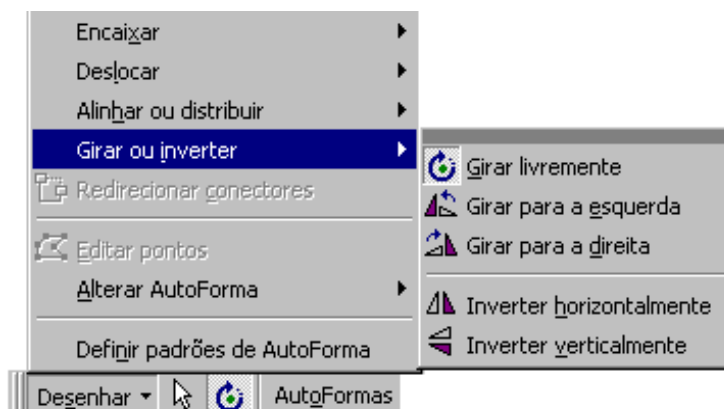 Encaixar
Deslocar
Alinhar ou distribuir
Girar ou inverter
Redirecionar conectores
Editar pontos
Alterar AutoForma
Definir padrões de AutoForma
Girar livremente
Girar para a esquerda
Girar para a direita
Inverter horizontalmente
Inverter verticalmente
Desenhar AutoFormas